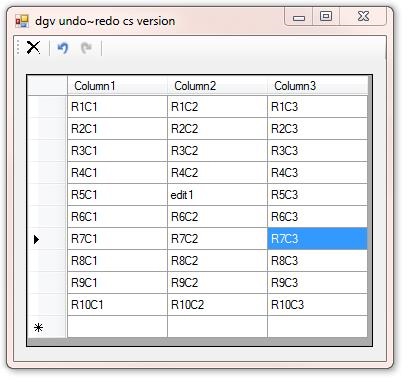 dgv undo~redo cs version
Column1 Column2 Column3
R1C1 R1C2 R1C3
R2C1 R2C2 R2C3
R3C1 R3C2 R3C3
R4C1 R4C2 R4C3
R5C1 edit1 R5C3
R6C1 R6C2 R6C3
R7C1 R7C2 R7C3
R8C1 R8C2 R8C3
R9C1 R9C2 R9C3
R10C1 R10C2 R10C3